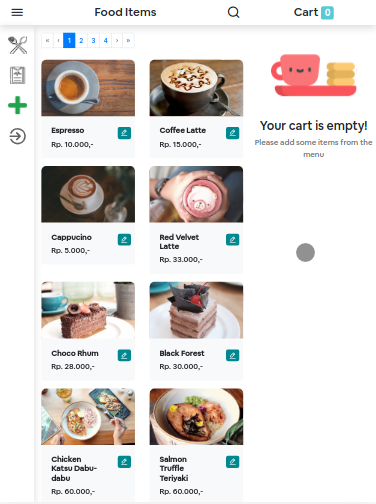 Food Items
Cart 0
« ‹ 1 2 3 4 › »
Espresso
Rp. 10.000,-
Coffee Latte
Rp. 15.000,-
Cappucino
Rp. 5.000,-
Red Velvet
Latte
Rp. 33.000,-
Choco Rhum
Rp. 28.000,-
Black Forest
Rp. 30.000,-
Chicken
Katsu Dabu-
dabu
Rp. 60.000,-
Salmon
Truffle
Teriyaki
Rp. 60.000,-
Your cart is empty!
Please add some items from the
menu